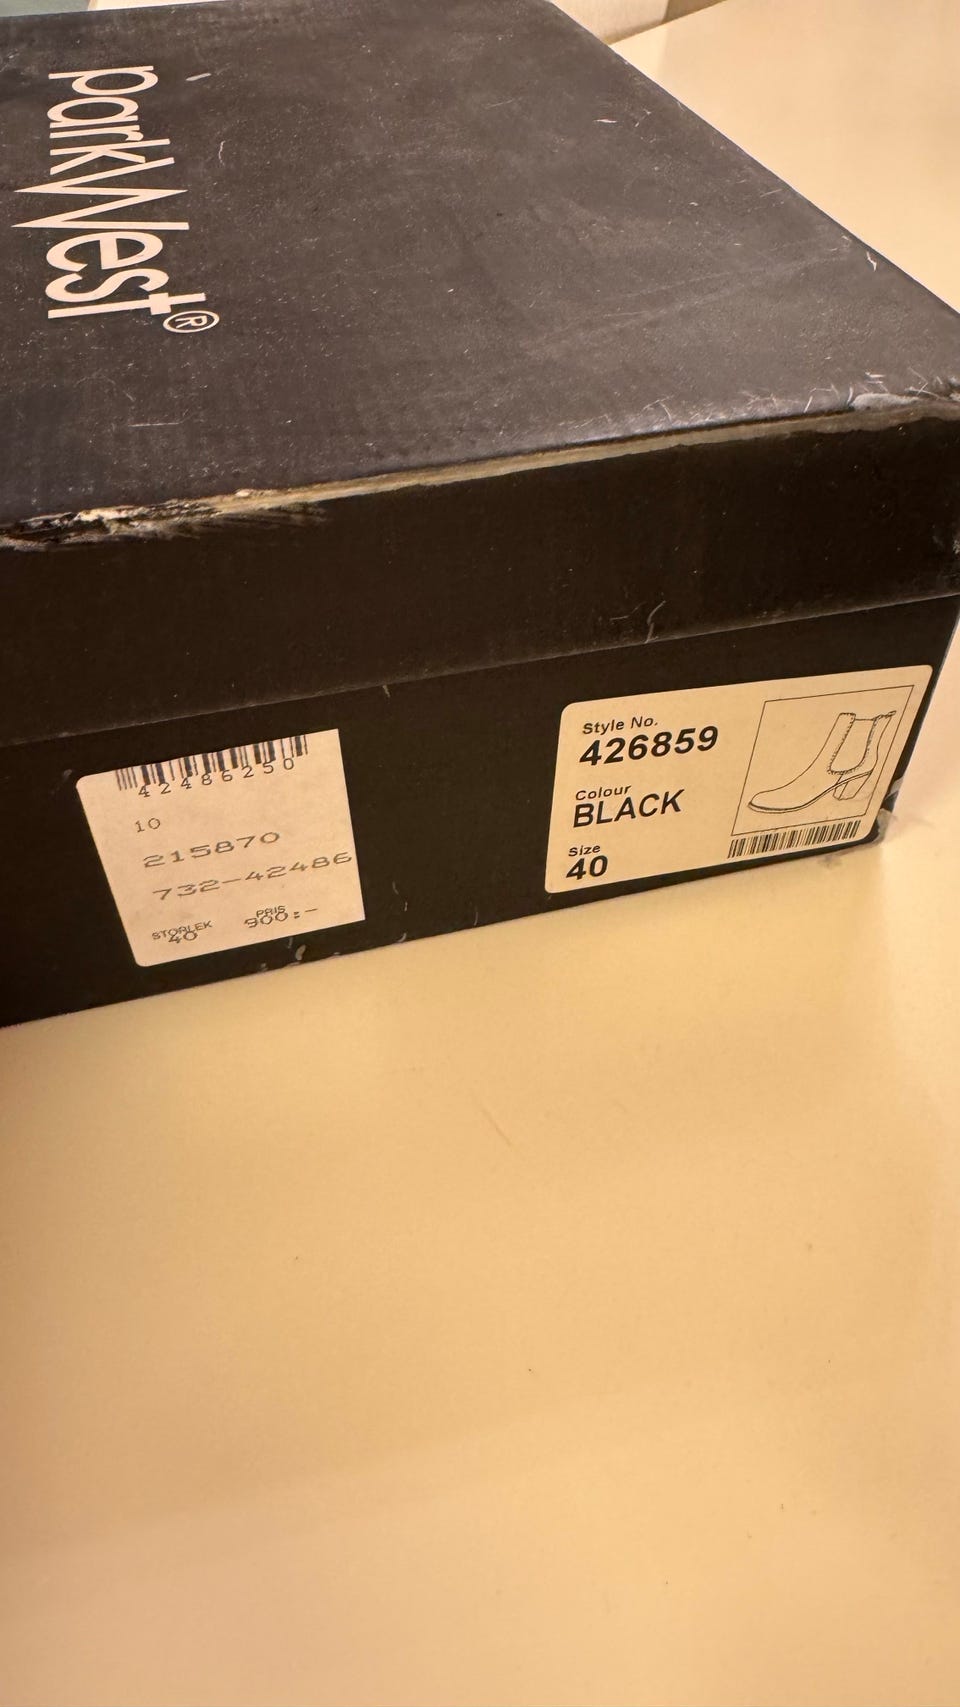 parkWest®
42486250
10
215870
732-42486
STORLEK PRIS
40 900:-
Style No.
426859
Colour
BLACK
Size
40